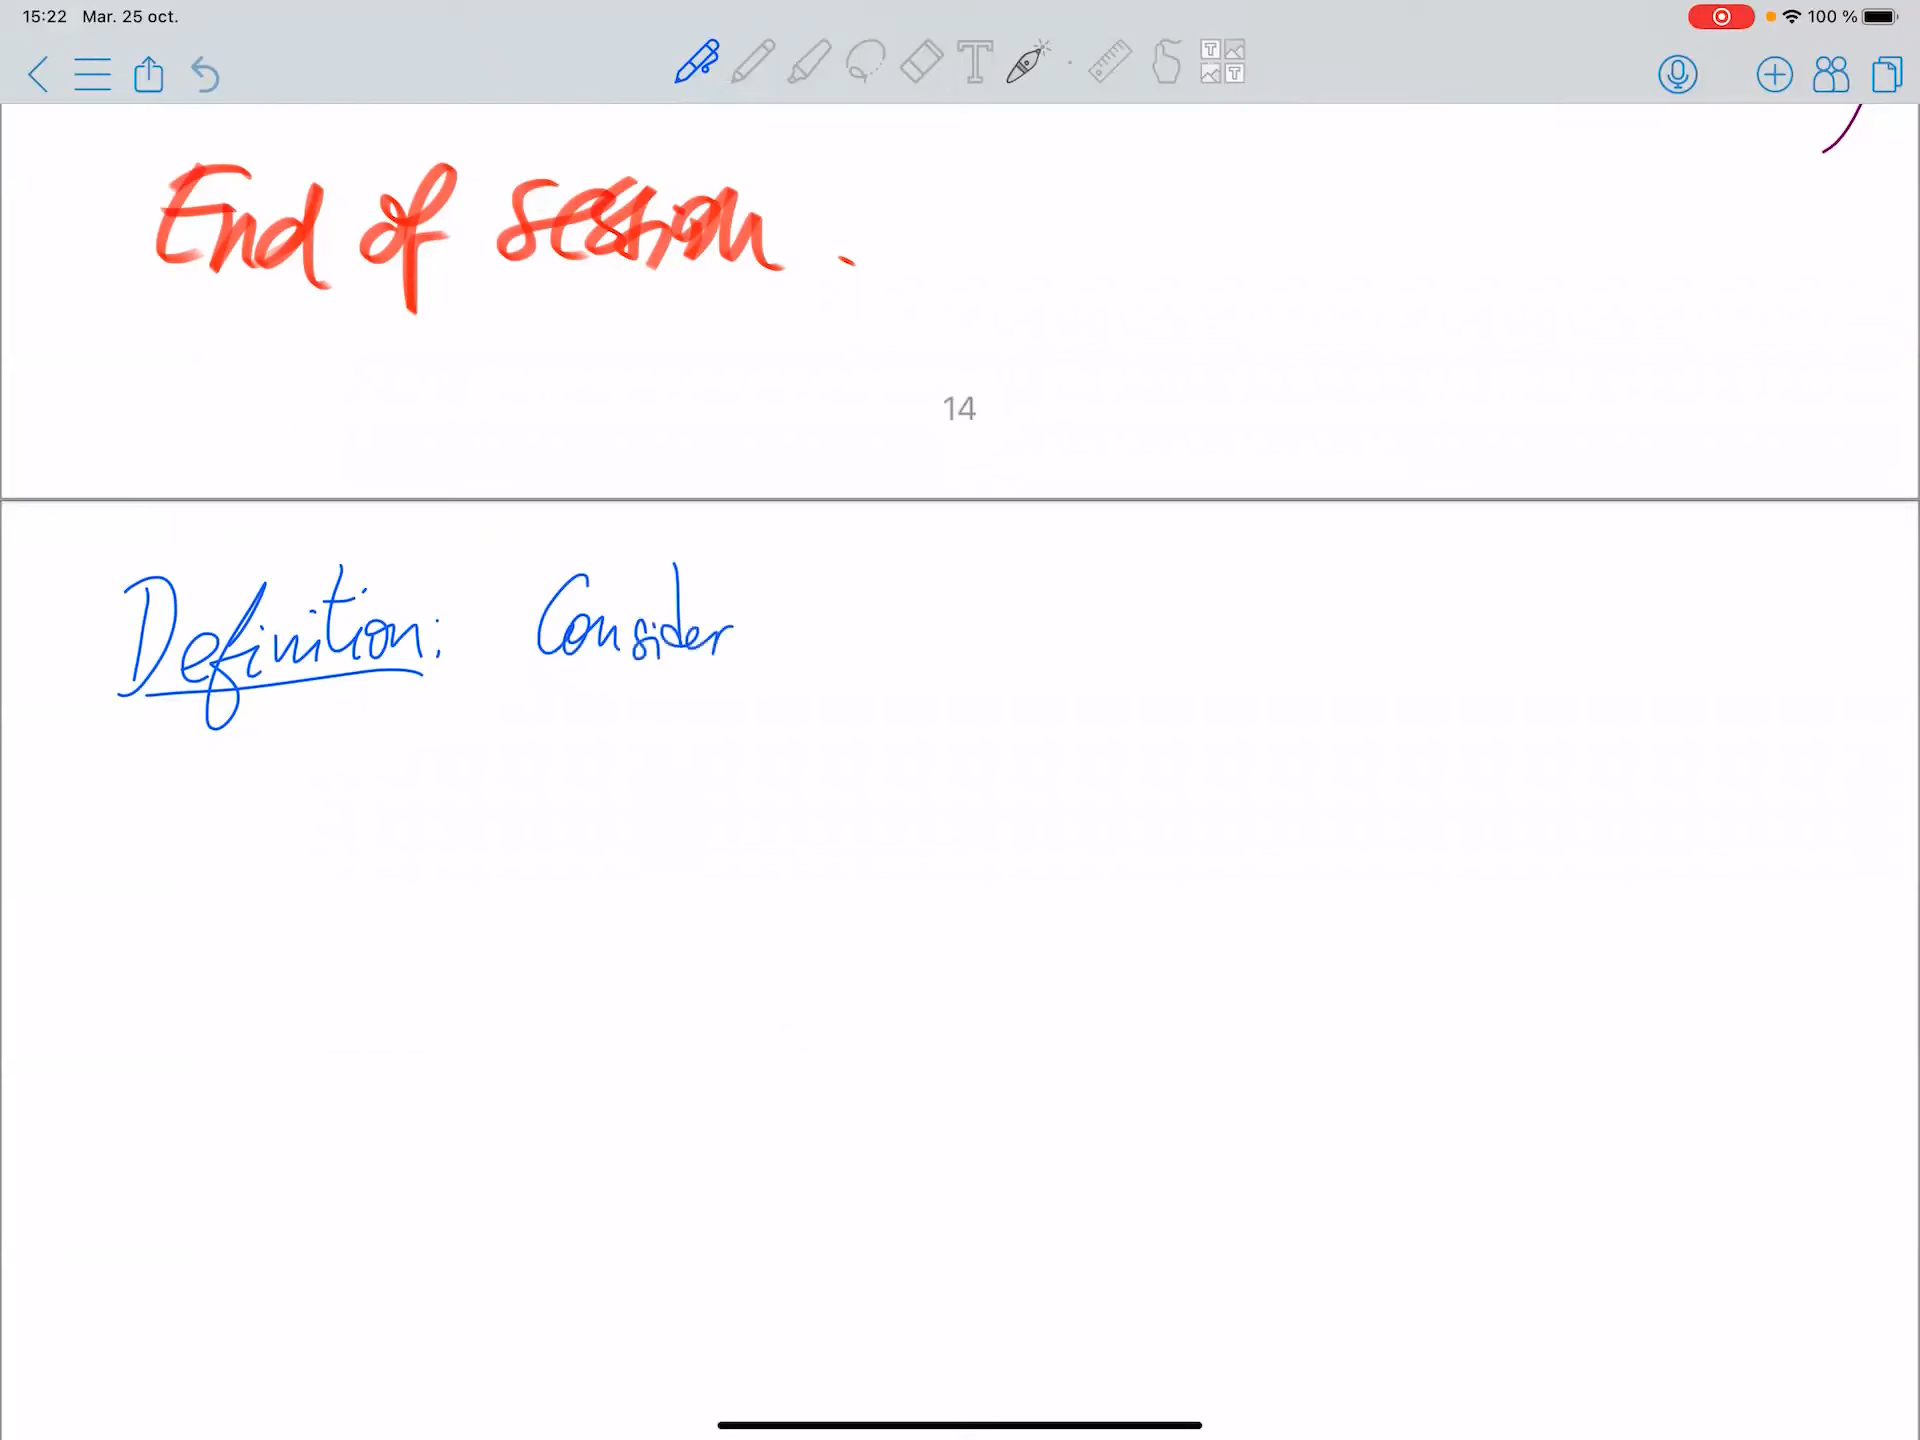 15:22 Mar. 25 oct. 100 %
End of session.
14
Definition: Consider